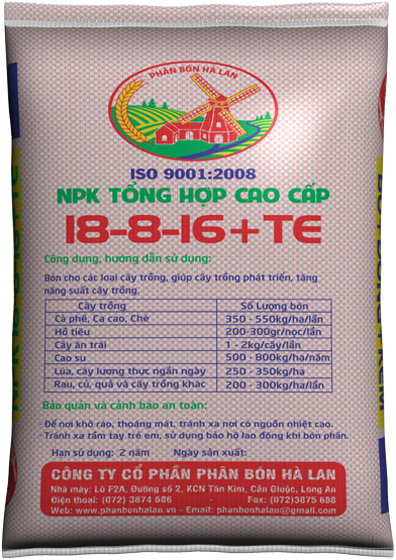 PHÂN BÓN HÀ LAN
ISO 9001:2008
NPK TỔNG HỢP CAO CẤP
18-8-16+TE
Công dụng, hướng dẫn sử dụng:
Bón cho các loại cây trồng, giúp cây trồng phát triển, tăng
năng suất cây trồng.
Cây trồng Số Lượng bón
Cà phê, Ca cao, Chè 350 - 550kg/ha/lần
Hồ tiêu 200-300gr/nọc/lần
Cây ăn trái 1 - 2kg/cây/lần
Cao su 500 - 800kg/ha/năm
Lúa, cây lương thực ngắn ngày 250 - 350kg/ha
Rau, củ, quả và cây trồng khác 200 - 300kg/ha/lần
Bảo quản và cảnh báo an toàn:
-Để nơi khô ráo, thoáng mát, tránh xa nơi có nguồn nhiệt cao.
-Tránh xa tầm tay trẻ em, sử dụng bảo hộ lao động khi bón phân.
Hạn sử dụng: 2 năm Ngày sản xuất:
CÔNG TY CỔ PHẦN PHÂN BÓN HÀ LAN
Nhà máy: Lô F2A, Đường số 2, KCN Tân Kim, Cần Giuộc, Long An
Điện thoại: (072) 3874 686 - Fax:(072)3875 688
Web: www.phanbonhalan.vn - Email: phanbonhalan@gmail.com